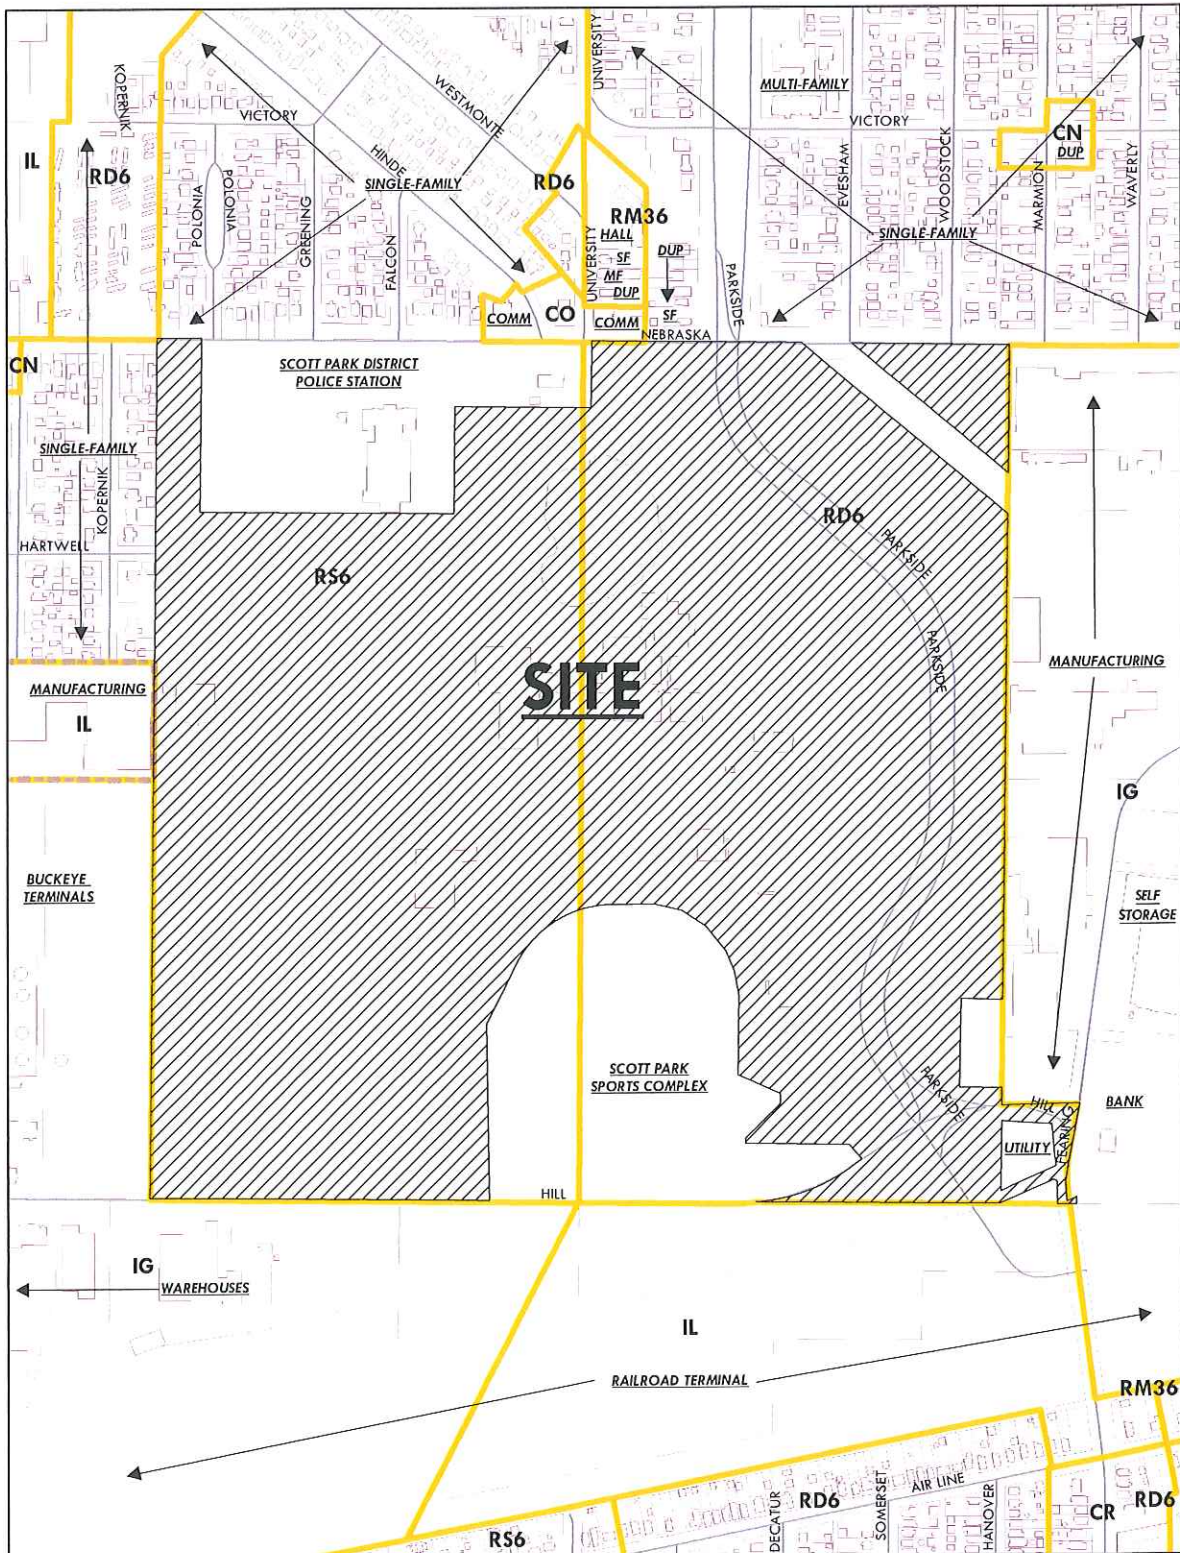 KOPERNIK
UNIVERSITY
WESTMONTE
MULTI-FAMILY
VICTORY
VICTORY
IL
RD6
HINDE
SINGLE-FAMILY
RD6
CN
DUP
POLONIA
POLONIA
GREENING
FALCON
EVESHAM
WOODSTOCK
MARMION
WAVERLY
RM36
HALL
SF
MF
DUP
UNIVERSITY
DUP
SF
SINGLE-FAMILY
PARKSIDE
COMM
CO
COMM
NEBRASKA
CN
SCOTT PARK DISTRICT
POLICE STATION
SINGLE-FAMILY
KOPERNIK
HARTWELL
RS6
RD6
PARKSIDE
PARKSIDE
SITE
MANUFACTURING
MANUFACTURING
IL
IG
BUCKEYE
TERMINALS
SELF
STORAGE
SCOTT PARK
SPORTS COMPLEX
PARKSIDE
HILL
BANK
FEARING
UTILITY
HILL
IG
WAREHOUSES
IL
RAILROAD TERMINAL
RM36
AIR LINE
RD6
DECATUR
SOMERSET
HANOVER
CR
RD6
RS6